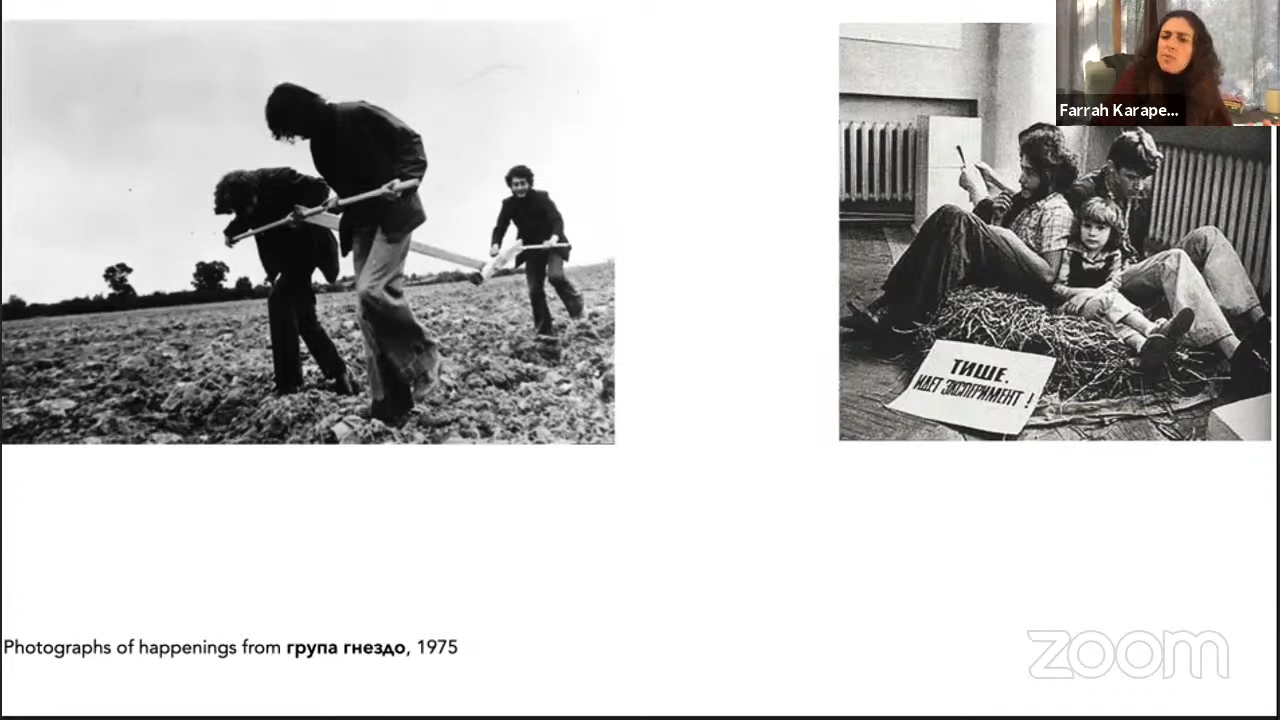 Farrah Karape...
ТИШЕ.
ИДЕТ ЭКСПЕРИМЕНТ !
Photographs of happenings from група гнездо, 1975
zoom